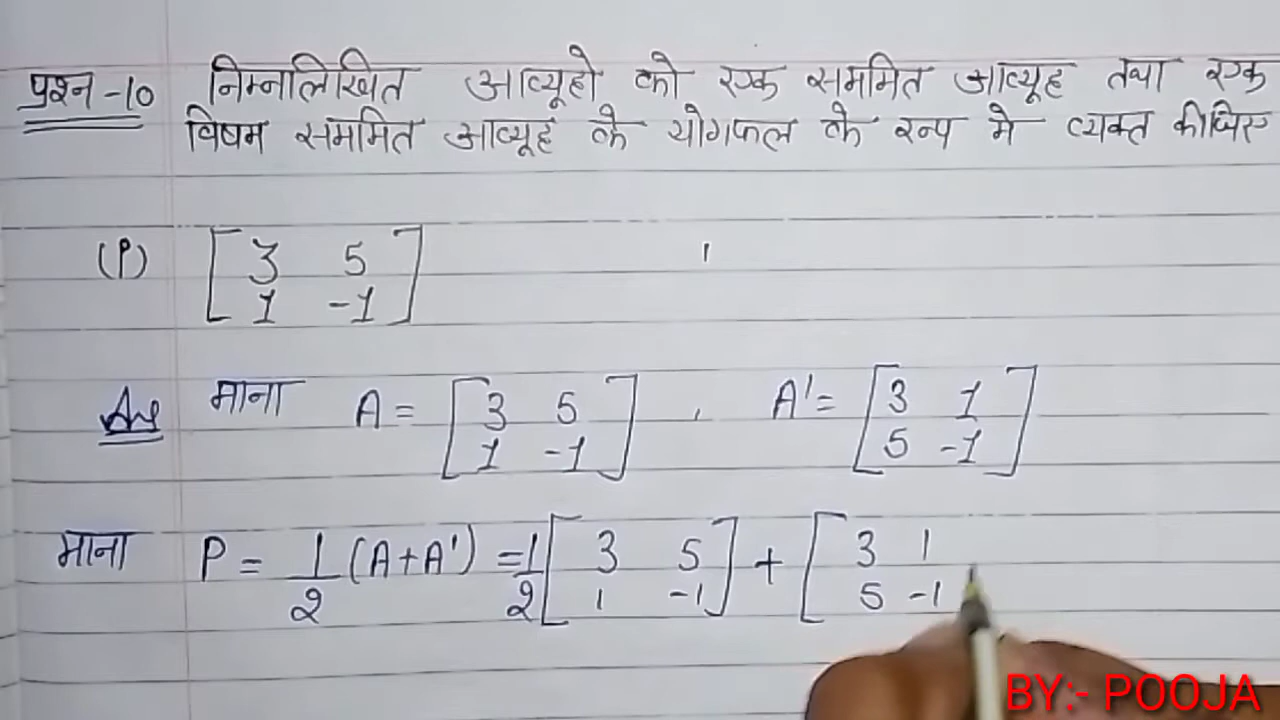 प्रश्न-10 निम्नलिखित आव्यूहो को एक सममित आव्यूह तथा एक
विषम सममित आव्यूह के योगफल के रूप मे व्यक्त कीजिए
(i) [ 3 5
1 -1 ]
Ans माना A = [ 3 5
1 -1 ] , A' = [ 3 1
5 -1 ]
माना P = 1/2 (A+A') = 1/2 [ 3 5
1 -1 ] + [ 3 1
5 -1
BY:- POOJA